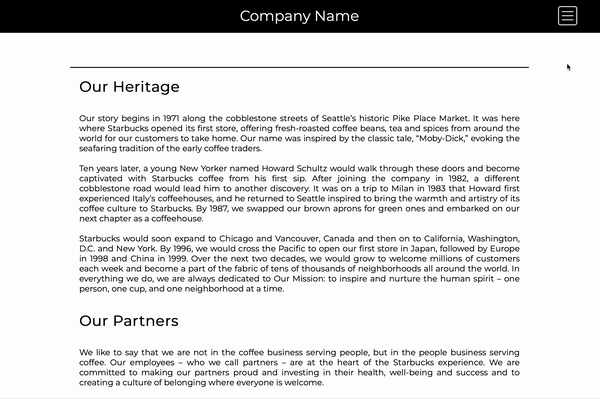 Company Name
Our Heritage
Our story begins in 1971 along the cobblestone streets of Seattle's historic Pike Place Market. It was here
where Starbucks opened its first store, offering fresh-roasted coffee beans, tea and spices from around the
world for our customers to take home. Our name was inspired by the classic tale, “Moby-Dick,” evoking the
seafaring tradition of the early coffee traders.
Ten years later, a young New Yorker named Howard Schultz would walk through these doors and become
captivated with Starbucks coffee from his first sip. After joining the company in 1982, a different
cobblestone road would lead him to another discovery. It was on a trip to Milan in 1983 that Howard first
experienced Italy's coffeehouses, and he returned to Seattle inspired to bring the warmth and artistry of its
coffee culture to Starbucks. By 1987, we swapped our brown aprons for green ones and embarked on our
next chapter as a coffeehouse.
Starbucks would soon expand to Chicago and Vancouver, Canada and then on to California, Washington,
D.C. and New York. By 1996, we would cross the Pacific to open our first store in Japan, followed by Europe
in 1998 and China in 1999. Over the next two decades, we would grow to welcome millions of customers
each week and become a part of the fabric of tens of thousands of neighborhoods all around the world. In
everything we do, we are always dedicated to Our Mission: to inspire and nurture the human spirit – one
person, one cup, and one neighborhood at a time.
Our Partners
We like to say that we are not in the coffee business serving people, but in the people business serving
coffee. Our employees – who we call partners – are at the heart of the Starbucks experience. We are
committed to making our partners proud and investing in their health, well-being and success and to
creating a culture of belonging where everyone is welcome.